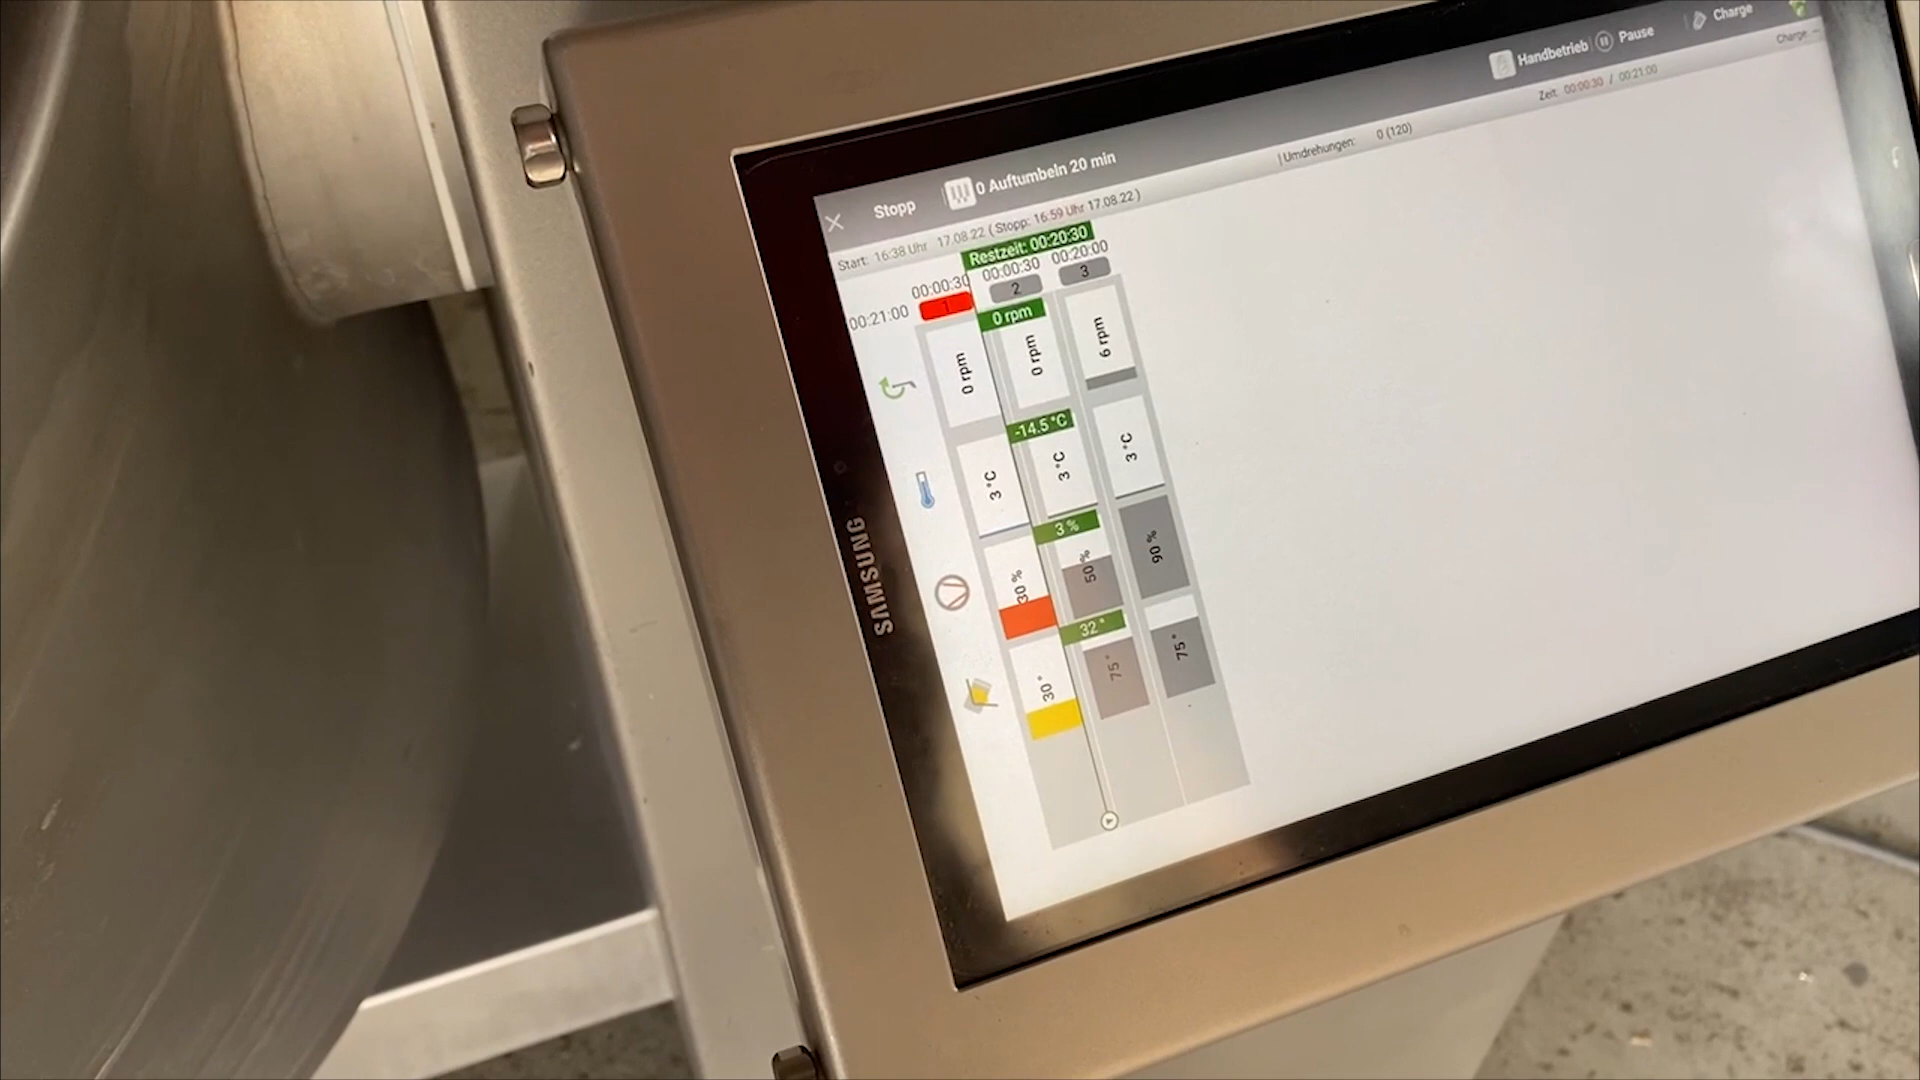 Stopp
0 Auftumbeln 20 min
Handbetrieb
Pause
Charge
Start: 16:38 Uhr 17.08.22 ( Stopp: 16:59 Uhr 17.08.22 )
| Umdrehungen: 0 (120)
Zeit: 00:00:30 / 00:21:00
Charge: --
Restzeit: 00:20:30
00:21:00
00:00:30
00:00:30
00:20:00
1
2
3
0 rpm
0 rpm
0 rpm
6 rpm
-14.5 °C
3 °C
3 °C
3 °C
3 %
30 %
50 %
90 %
32 °
30 °
75 °
75 °
SAMSUNG